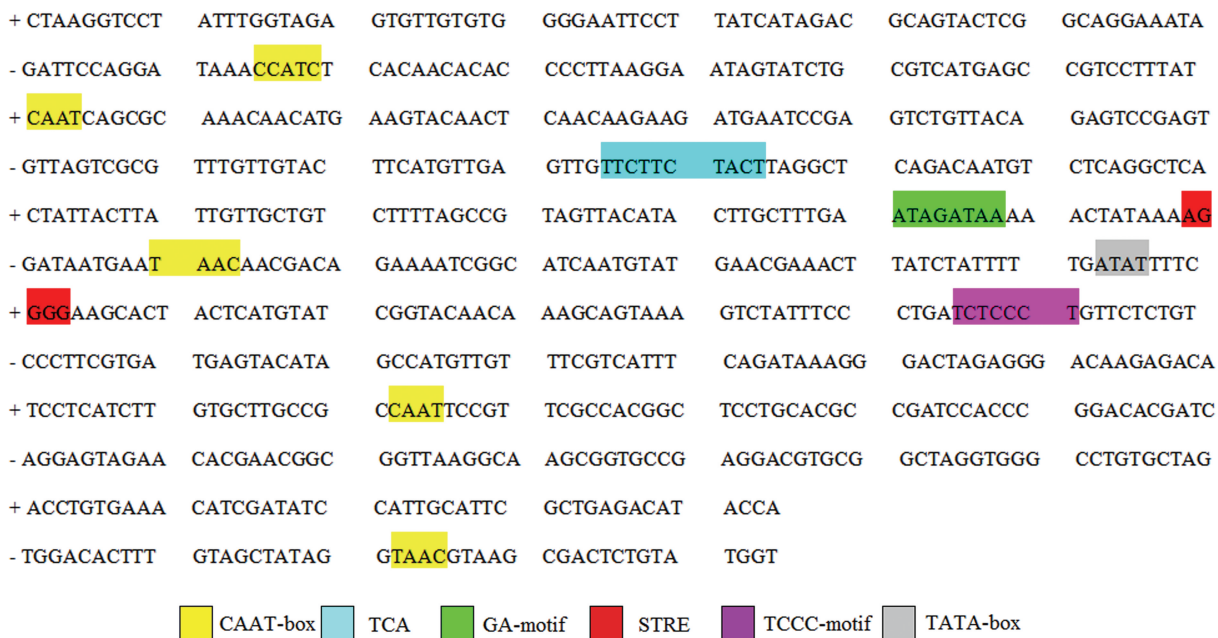 + CTAAGGTCCT ATTTGGTAGA GTGTTGTGTG GGGAATTCCT TATCATAGAC GCAGTACTCG GCAGGAAATA
- GATTCCAGGA TAAACCATCT CACAACACAC CCCTTAAGGA ATAGTATCTG CGTCATGAGC CGTCCTTTAT
+ CAATCAGCGC AAACAACATG AAGTACAACT CAACAAGAAG ATGAATCCGA GTCTGTTACA GAGTCCGAGT
- GTTAGTCGCG TTTGTTGTAC TTCATGTTGA GTTGTTCTTC TACTTAGGCT CAGACAATGT CTCAGGCTCA
+ CTATTACTTA TTGTTGCTGT CTTTTAGCCG TAGTTACATA CTTGCTTTGA ATAGATAAAA ACTATAAAAG
- GATAATGAAT AACAACGACA GAAAATCGGC ATCAATGTAT GAACGAAACT TATCTATTTT TGATATTTTC
+ GGGAAGCACT ACTCATGTAT CGGTACAACA AAGCAGTAAA GTCTATTTCC CTGATCTCCC TGTTCTCTGT
- CCCTTCGTGA TGAGTACATA GCCATGTTGT TTCGTCATTT CAGATAAAGG GACTAGAGGG ACAAGAGACA
+ TCCTCATCTT GTGCTTGCCG CCAATTCCGT TCGCCACGGC TCCTGCACGC CGATCCACCC GGACACGATC
- AGGAGTAGAA CACGAACGGC GGTTAAGGCA AGCGGTGCCG AGGACGTGCG GCTAGGTGGG CCTGTGCTAG
+ ACCTGTGAAA CATCGATATC CATTGCATTC GCTGAGACAT ACCA
- TGGACACTTT GTAGCTATAG GTAACGTAAG CGACTCTGTA TGGT
CAAT-box TCA GA-motif STRE TCCC-motif TATA-box